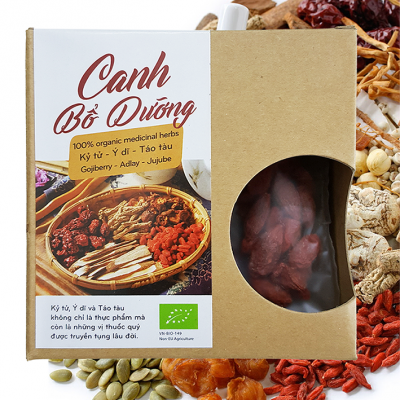 Canh
Bổ Dưỡng
100% organic medicinal herbs
Kỷ tử - Ý dĩ - Táo tàu
Gojiberry - Adlay - Jujube
Kỷ tử, Ý dĩ và Táo tàu
không chỉ là thực phẩm mà
còn là những vị thuốc quý
được truyền tụng lâu đời.
VN-BIO-149
Non-EU Agriculture